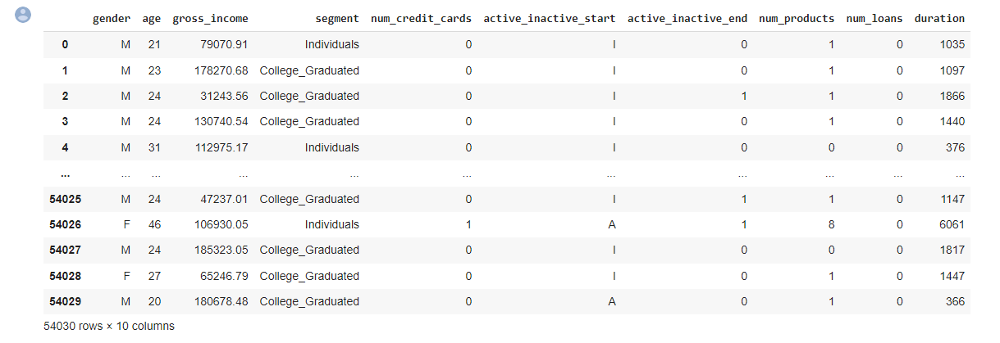 gender age gross_income segment num_credit_cards active_inactive_start active_inactive_end num_products num_loans duration
0 M 21 79070.91 Individuals 0 I 0 1 0 1035
1 M 23 178270.68 College_Graduated 0 I 0 1 0 1097
2 M 24 31243.56 College_Graduated 0 I 1 1 0 1866
3 M 24 130740.54 College_Graduated 0 I 0 1 0 1440
4 M 31 112975.17 Individuals 0 I 0 0 0 376
... ... ... ... ... ... ... ... ... ... ...
54025 M 24 47237.01 College_Graduated 0 I 1 1 0 1147
54026 F 46 106930.05 Individuals 1 A 1 8 0 6061
54027 M 24 185323.05 College_Graduated 0 I 0 0 0 1817
54028 F 27 65246.79 College_Graduated 0 I 0 1 0 1447
54029 M 20 180678.48 College_Graduated 0 A 0 1 0 366
54030 rows × 10 columns